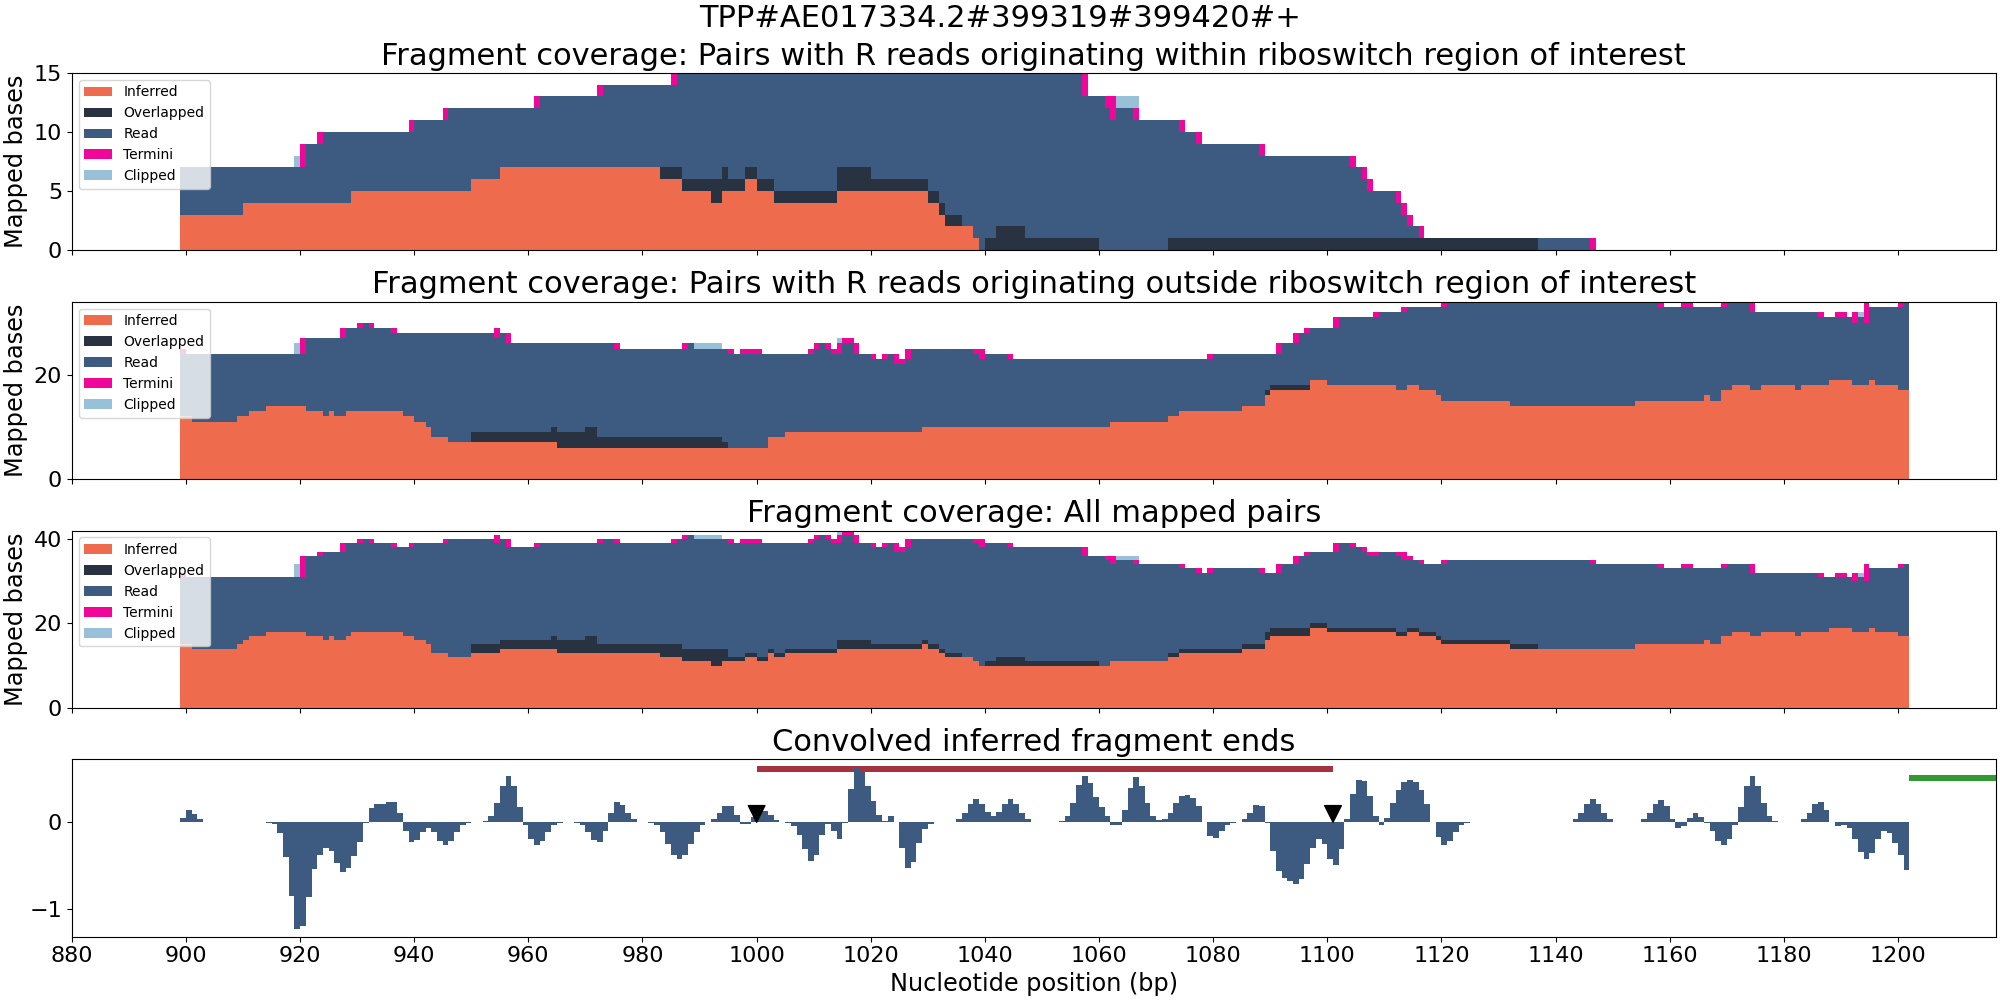 TPP#AE017334.2#399319#399420#+
Fragment coverage: Pairs with R reads originating within riboswitch region of interest
Mapped bases
15
10
5
0
Inferred
Overlapped
Read
Termini
Clipped
Fragment coverage: Pairs with R reads originating outside riboswitch region of interest
Mapped bases
20
0
Inferred
Overlapped
Read
Termini
Clipped
Fragment coverage: All mapped pairs
Mapped bases
40
20
0
Inferred
Overlapped
Read
Termini
Clipped
Convolved inferred fragment ends
0
−1
880 900 920 940 960 980 1000 1020 1040 1060 1080 1100 1120 1140 1160 1180 1200
Nucleotide position (bp)